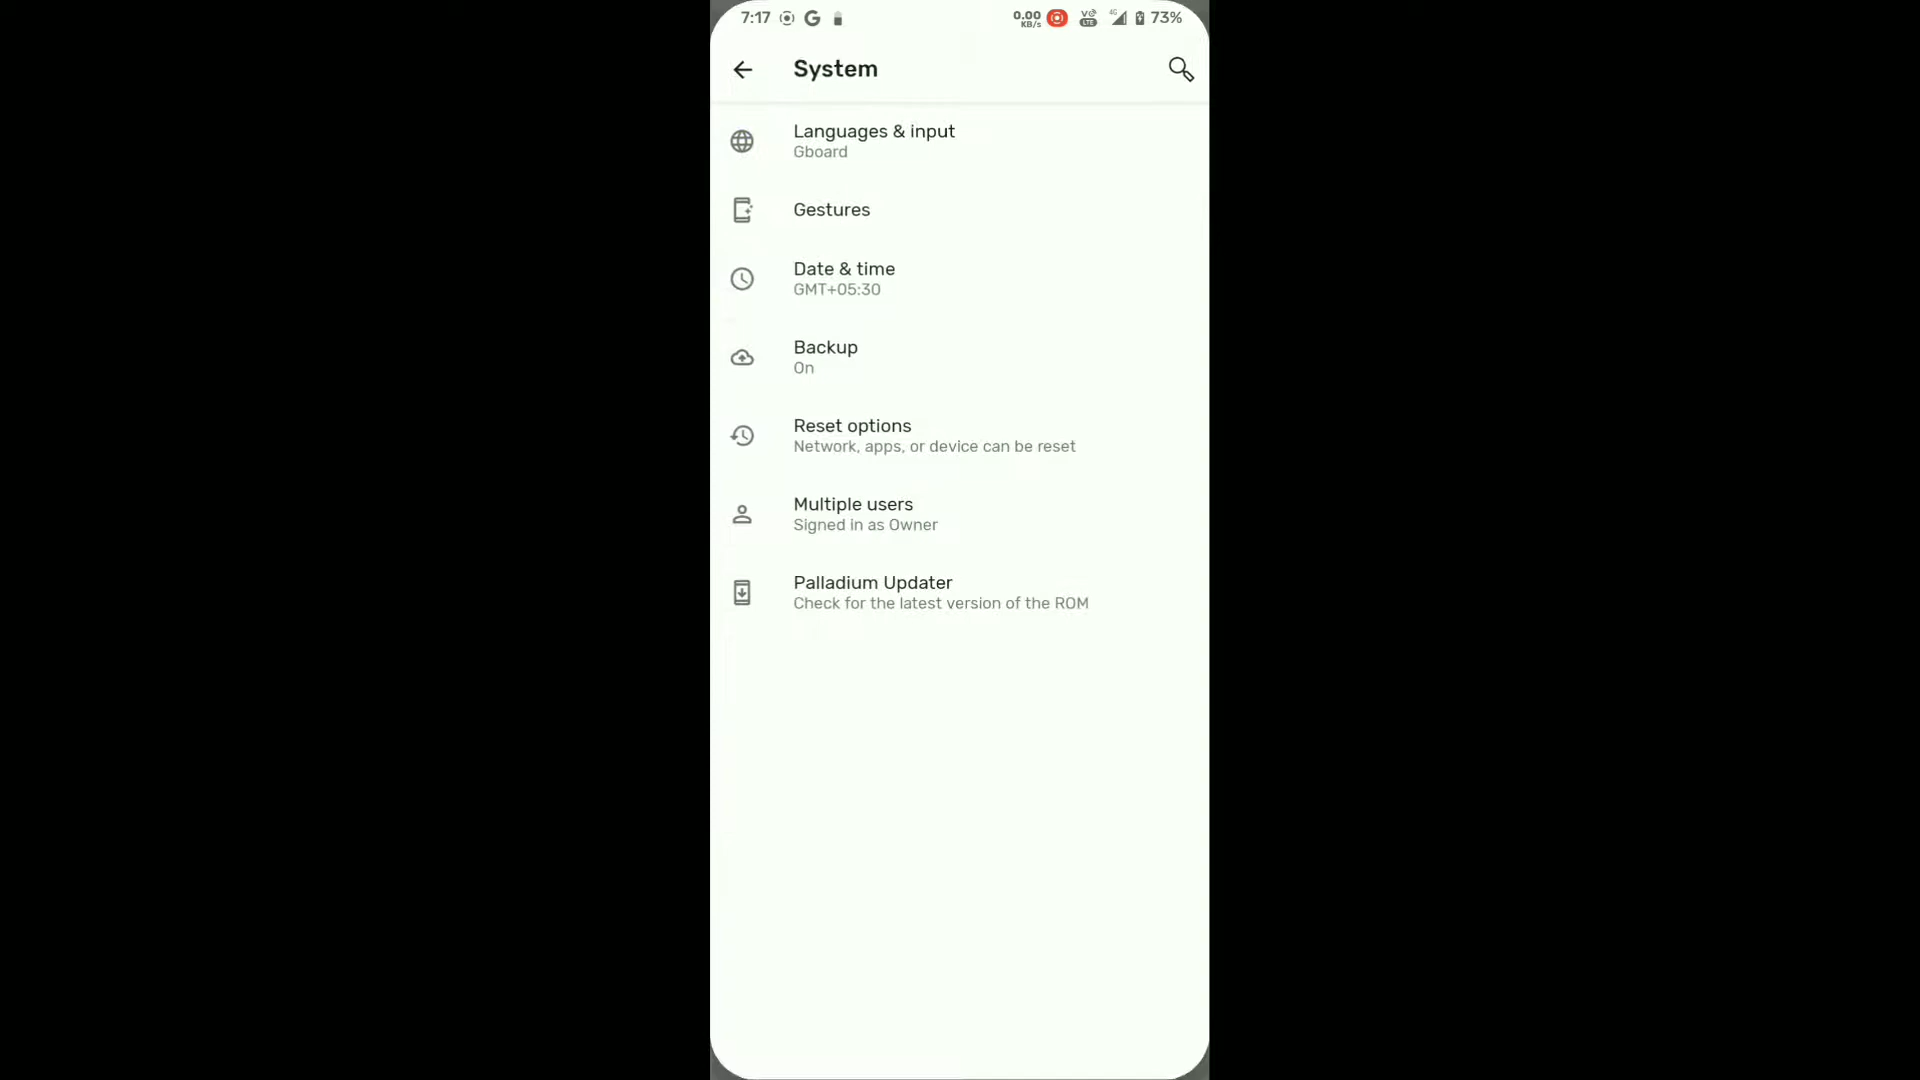 7:17
0.00
KB/s
LTE
4G
73%
System
Languages & input
Gboard
Gestures
Date & time
GMT+05:30
Backup
On
Reset options
Network, apps, or device can be reset
Multiple users
Signed in as Owner
Palladium Updater
Check for the latest version of the ROM